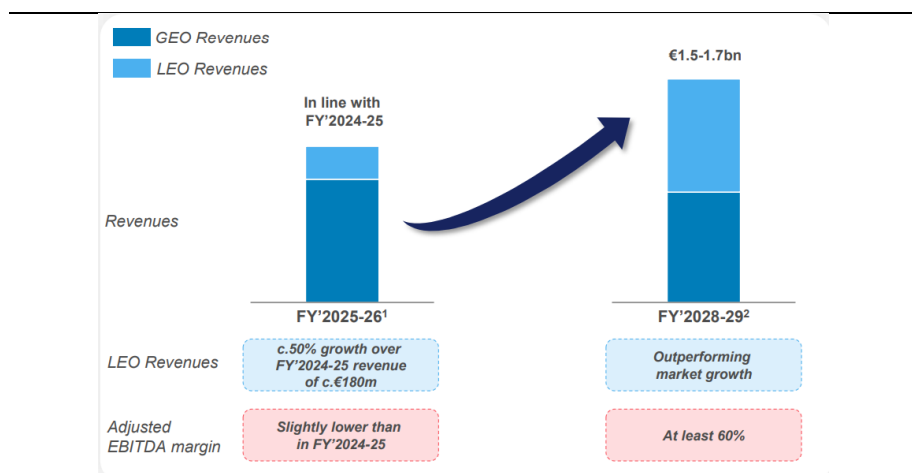 GEO Revenues
LEO Revenues
In line with
FY'2024-25
€1.5-1.7bn
Revenues
FY'2025-26¹
FY'2028-29²
LEO Revenues
c.50% growth over
FY'2024-25 revenue
of c.€180m
Outperforming
market growth
Adjusted
EBITDA margin
Slightly lower than
in FY'2024-25
At least 60%